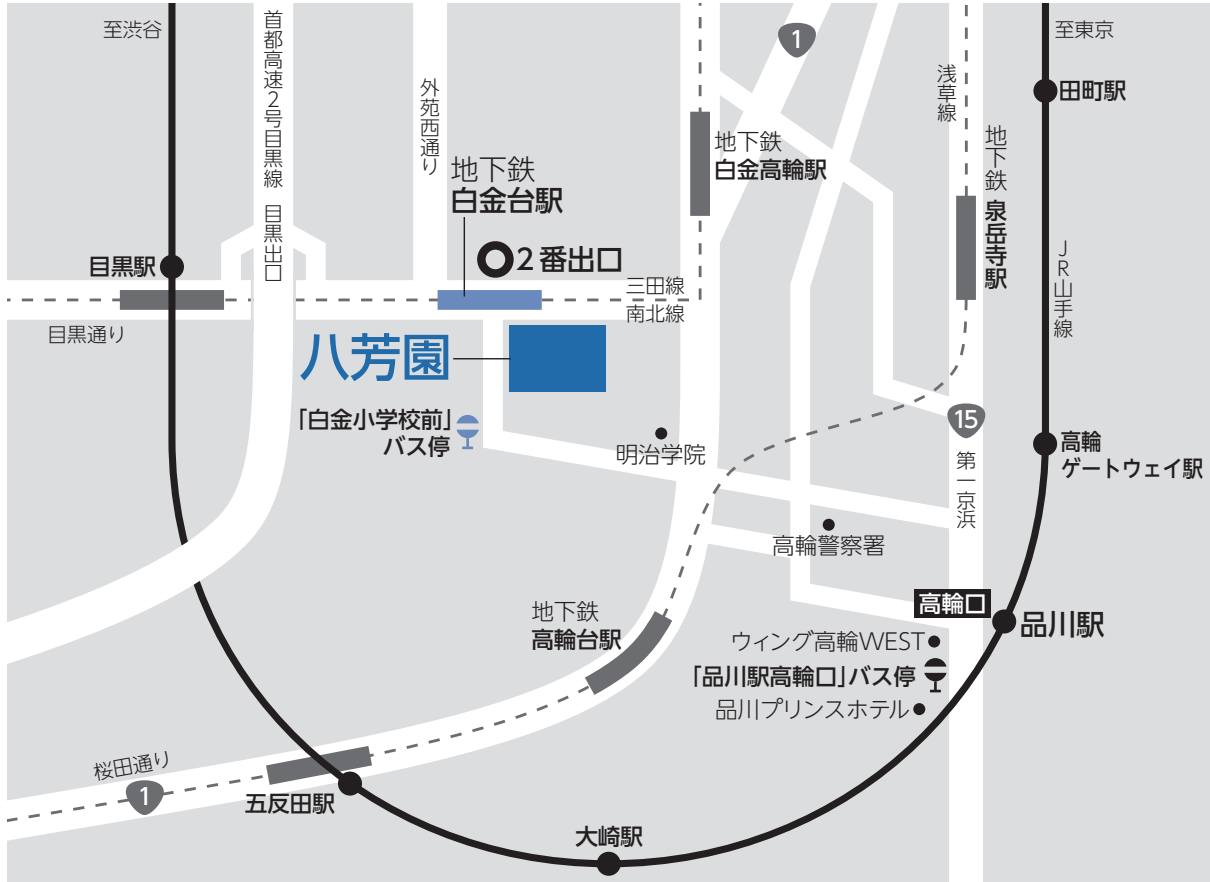 至渋谷
首都高速2号目黒線 目黒出口
外苑西通り
1
浅草線
至東京
田町駅
地下鉄
白金高輪駅
地下鉄 泉岳寺駅
地下鉄
白金台駅
目黒駅
2番出口
三田線
南北線
JR山手線
目黒通り
八芳園
「白金小学校前」
バス停
明治学院
15
第一京浜
高輪
ゲートウェイ駅
高輪警察署
高輪口
品川駅
地下鉄
高輪台駅
ウィング高輪WEST
「品川駅高輪口」バス停
品川プリンスホテル
桜田通り
1
五反田駅
大崎駅